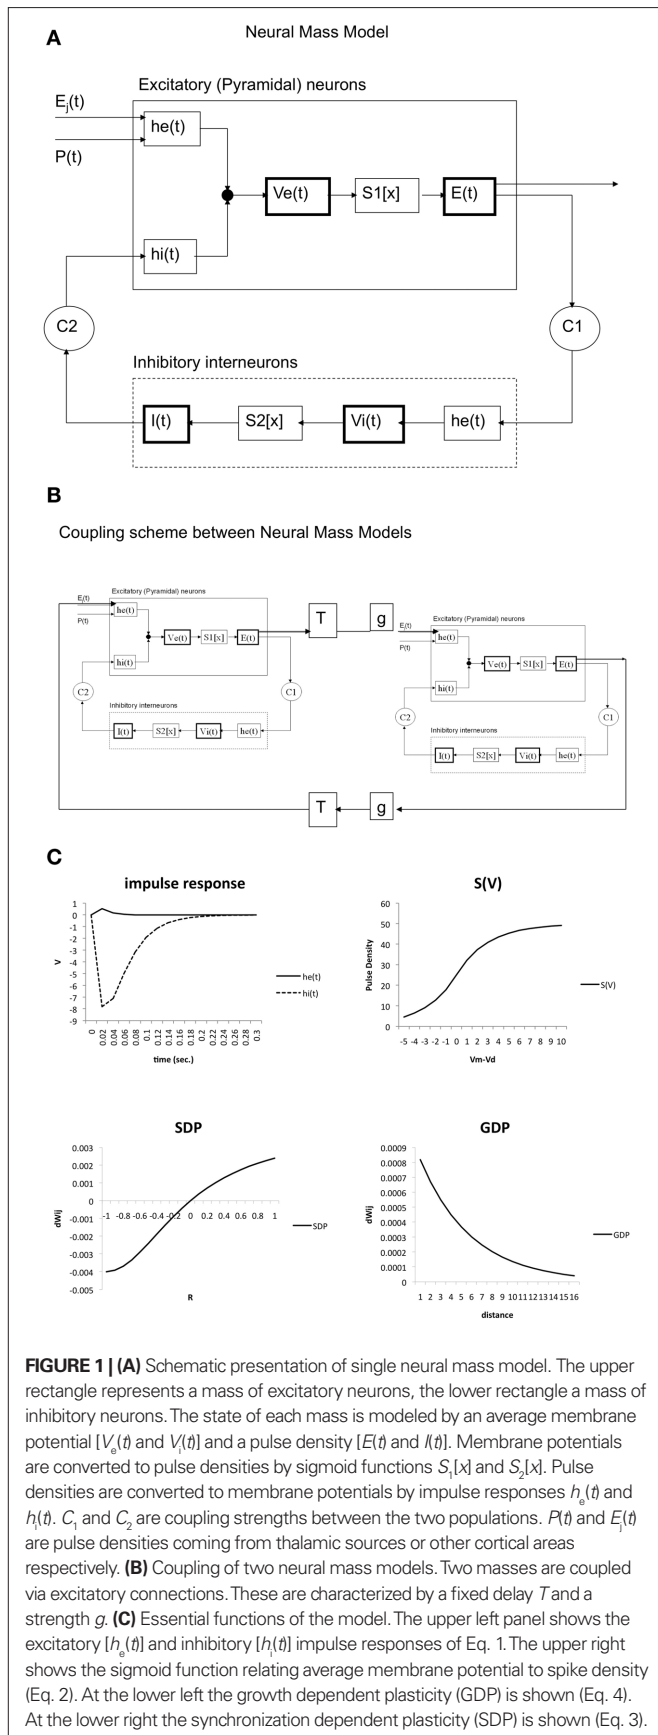 A
Neural Mass Model
Excitatory (Pyramidal) neurons
Ej(t)
he(t)
P(t)
Ve(t)
S1[x]
E(t)
hi(t)
C2
C1
Inhibitory interneurons
I(t)
S2[x]
Vi(t)
he(t)
B
Coupling scheme between Neural Mass Models
Excitatory (Pyramidal) neurons
Ej(t)
he(t)
P(t)
Ve(t)
S1[x]
E(t)
hi(t)
C2
C1
Inhibitory interneurons
I(t)
S2[x]
Vi(t)
he(t)
T
g
Excitatory (Pyramidal) neurons
Ej(t)
he(t)
P(t)
Ve(t)
S1[x]
E(t)
hi(t)
C2
C1
Inhibitory interneurons
I(t)
S2[x]
Vi(t)
he(t)
T
g
C
impulse response
1
0
-1
-2
-3
-4
-5
-6
-7
-8
-9
V
0 0.02 0.04 0.06 0.08 0.1 0.12 0.14 0.16 0.18 0.2 0.22 0.24 0.26 0.28 0.3
time (sec.)
he(t)
hi(t)
S(V)
60
50
40
30
20
10
0
Pulse Density
-5 -4 -3 -2 -1 0 1 2 3 4 5 6 7 8 9 10
Vm-Vd
S(V)
SDP
0.003
0.002
0.001
0
-0.001
-0.002
-0.003
-0.004
-0.005
dWij
-1 -0.8 -0.6 -0.4 -0.2 0 0.2 0.4 0.6 0.8 1
R
SDP
GDP
0.0009
0.0008
0.0007
0.0006
0.0005
0.0004
0.0003
0.0002
0.0001
0
dWij
1 2 3 4 5 6 7 8 9 10 11 12 13 14 15 16
distance
GDP
FIGURE 1 | (A) Schematic presentation of single neural mass model. The upper
rectangle represents a mass of excitatory neurons, the lower rectangle a mass of
inhibitory neurons. The state of each mass is modeled by an average membrane
potential [Ve(t) and Vi(t)] and a pulse density [E(t) and I(t)]. Membrane potentials
are converted to pulse densities by sigmoid functions S1[x] and S2[x]. Pulse
densities are converted to membrane potentials by impulse responses he(t) and
hi(t). C1 and C2 are coupling strengths between the two populations. P(t) and Ej(t)
are pulse densities coming from thalamic sources or other cortical areas
respectively. (B) Coupling of two neural mass models. Two masses are coupled
via excitatory connections. These are characterized by a fixed delay T and a
strength g. (C) Essential functions of the model. The upper left panel shows the
excitatory [he(t)] and inhibitory [hi(t)] impulse responses of Eq. 1. The upper right
shows the sigmoid function relating average membrane potential to spike density
(Eq. 2). At the lower left the growth dependent plasticity (GDP) is shown (Eq. 4).
At the lower right the synchronization dependent plasticity (SDP) is shown (Eq. 3).